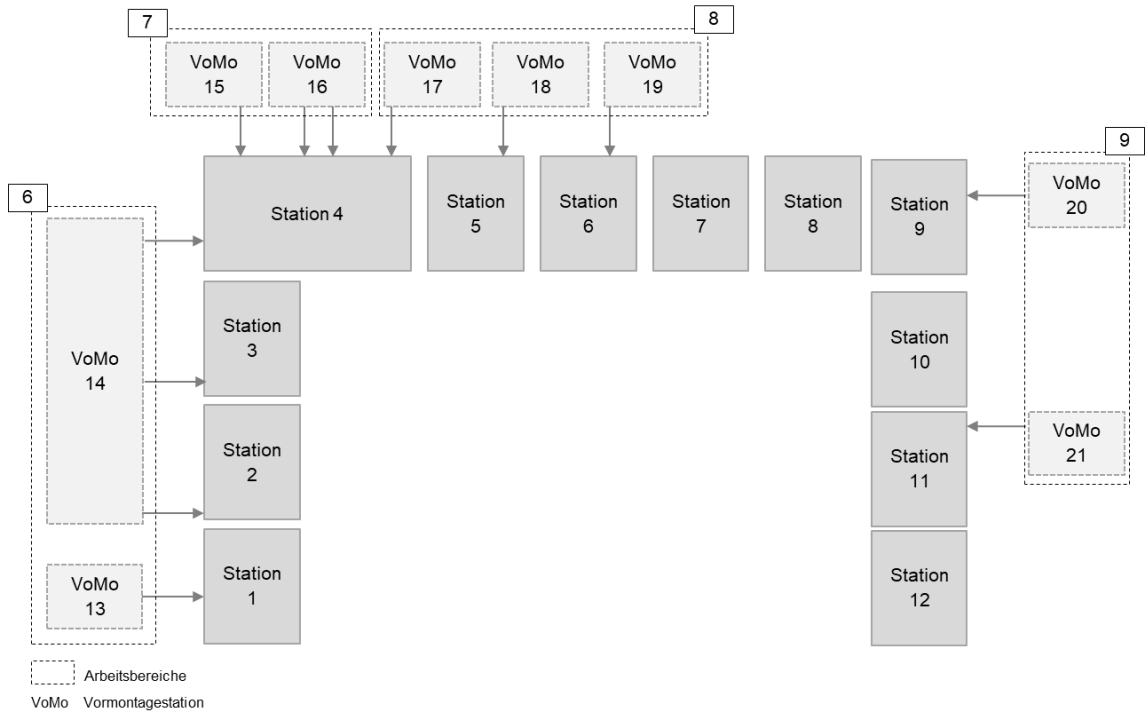 7
8
VoMo
15
VoMo
16
VoMo
17
VoMo
18
VoMo
19
9
6
VoMo
14
VoMo
13
Station 4
Station
5
Station
6
Station
7
Station
8
Station
9
VoMo
20
Station
3
Station
10
Station
2
Station
11
VoMo
21
Station
1
Station
12
Arbeitsbereiche
VoMo Vormontagestation